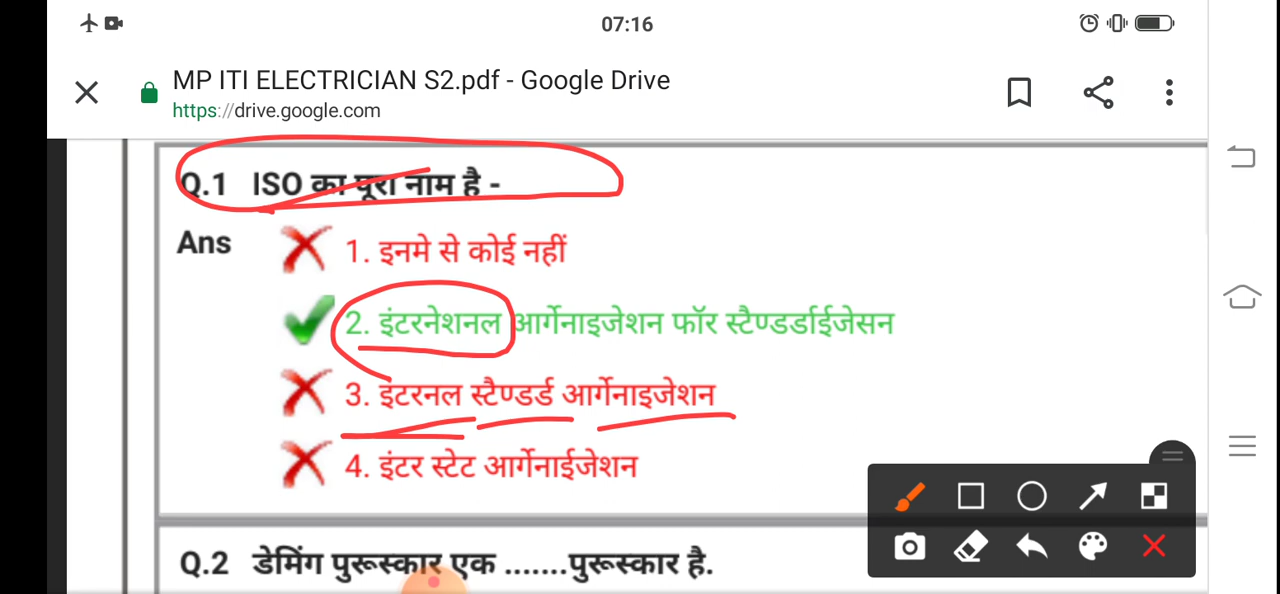 07:16
MP ITI ELECTRICIAN S2.pdf - Google Drive
https://drive.google.com
Q.1 ISO का पूरा नाम है -
Ans 1. इनमे से कोई नहीं
2. इंटरनेशनल आर्गेनाइजेशन फॉर स्टैण्डर्डाईजेसन
3. इंटरनल स्टैण्डर्ड आर्गेनाइजेशन
4. इंटर स्टेट आर्गेनाईजेशन
Q.2 डेमिंग पुरूस्कार एक .......पुरूस्कार है.